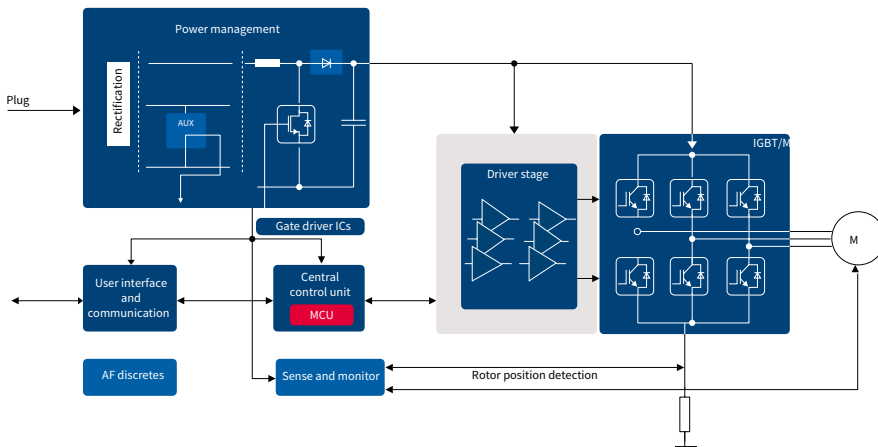 Power management
Plug
Rectification
AUX
IGBT/M
Driver stage
Gate driver ICs
User interface
and
communication
Central
control unit
MCU
M
AF discretes
Sense and monitor
Rotor position detection